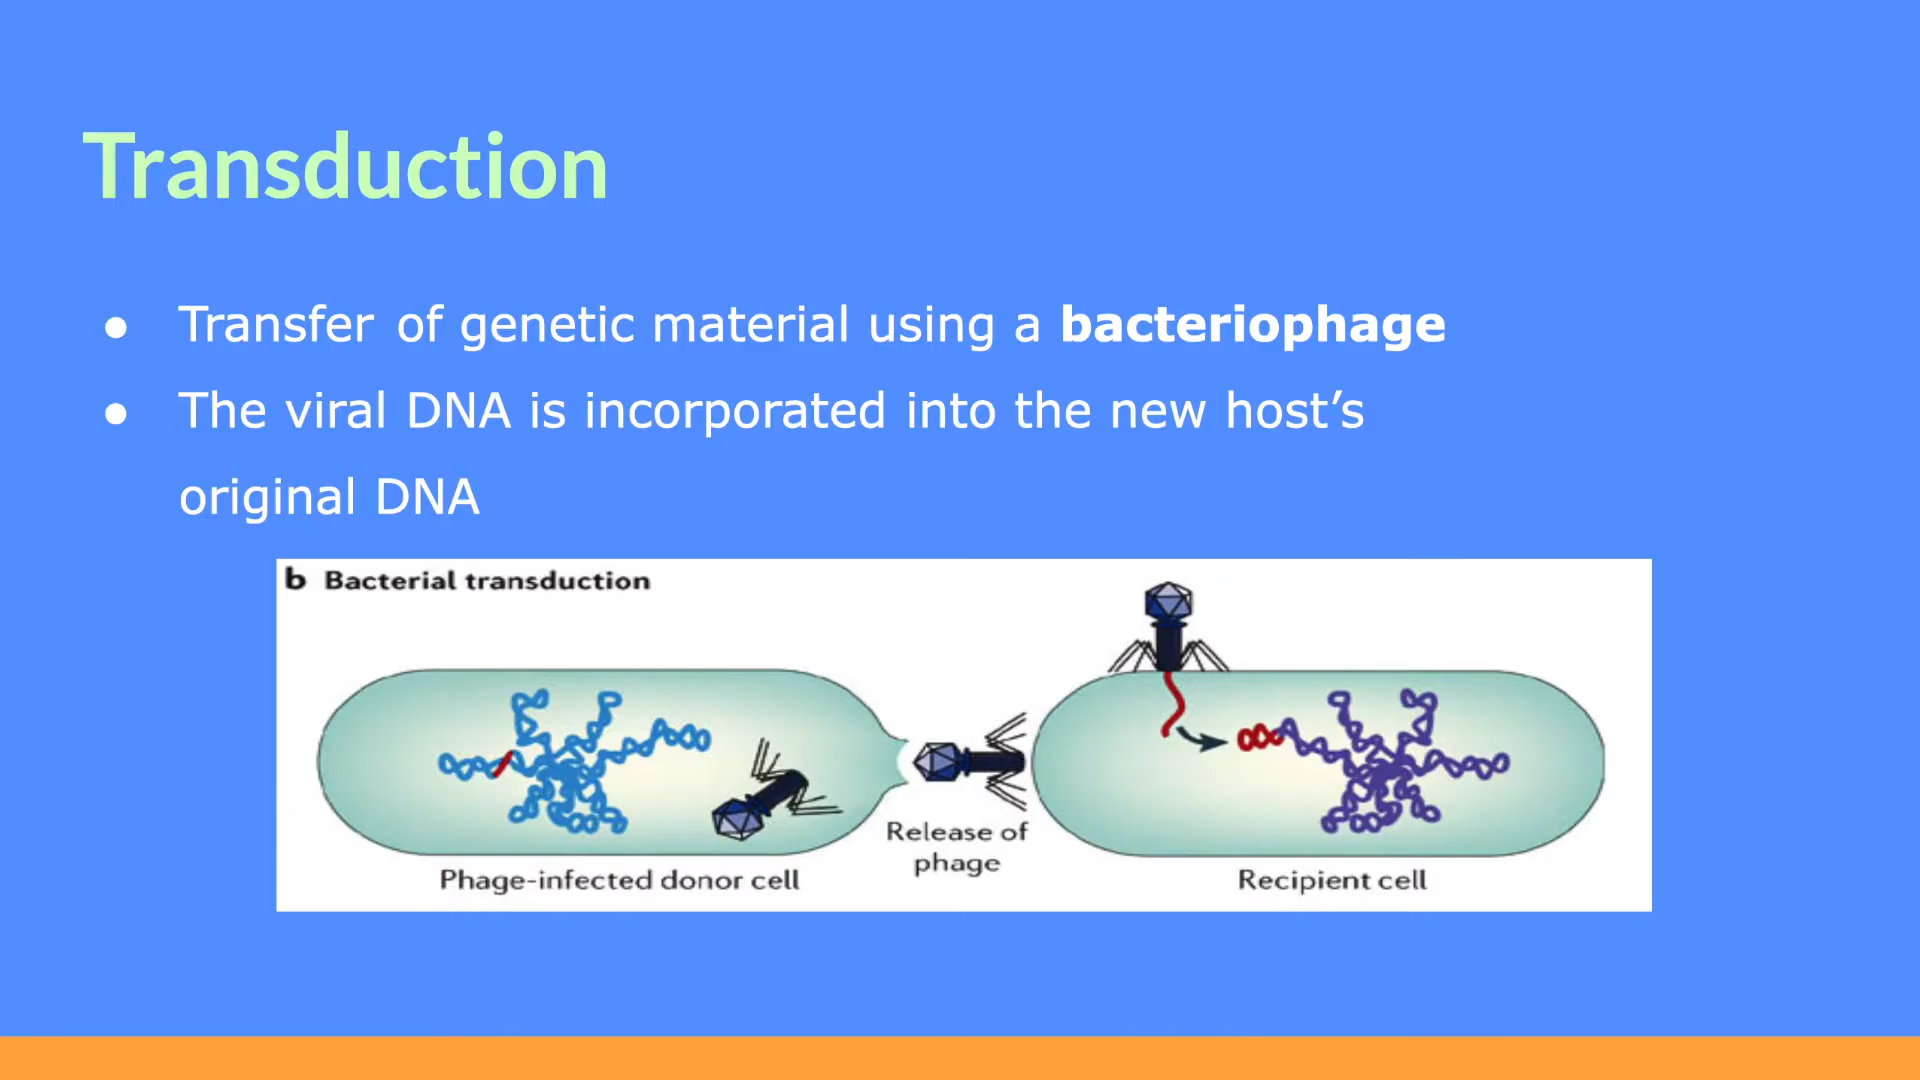 Transduction
● Transfer of genetic material using a bacteriophage
● The viral DNA is incorporated into the new host’s
original DNA
b Bacterial transduction
Release of
phage
Phage-infected donor cell
Recipient cell